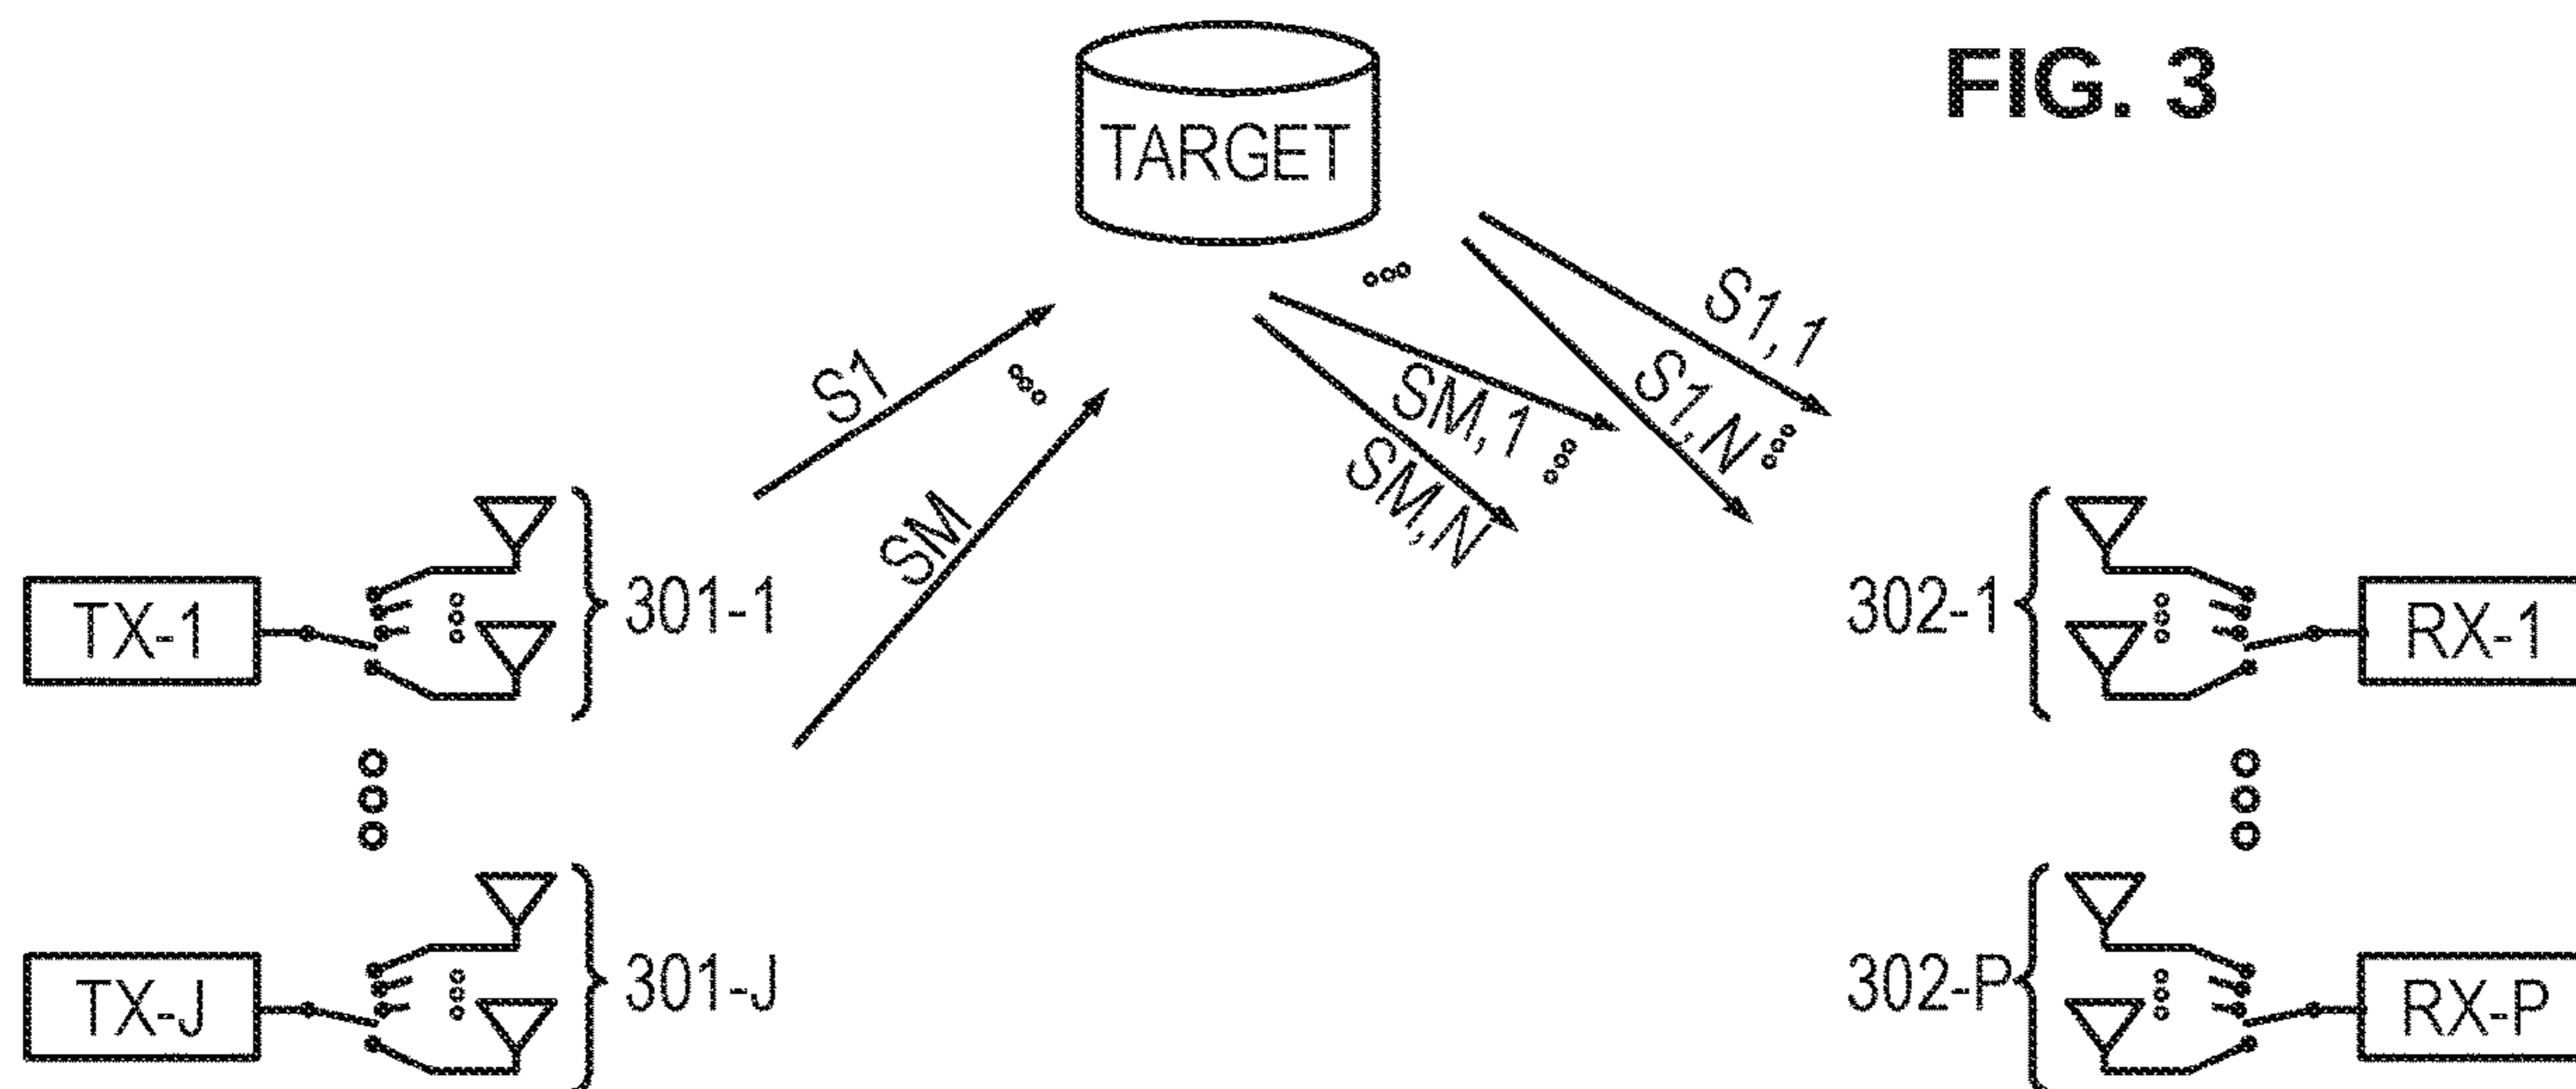 FIG. 3
TARGET
S1
SM
S1,1
S1,N
SM,1
SM,N
TX-1
301-1
302-1
RX-1
TX-J
301-J
302-P
RX-P